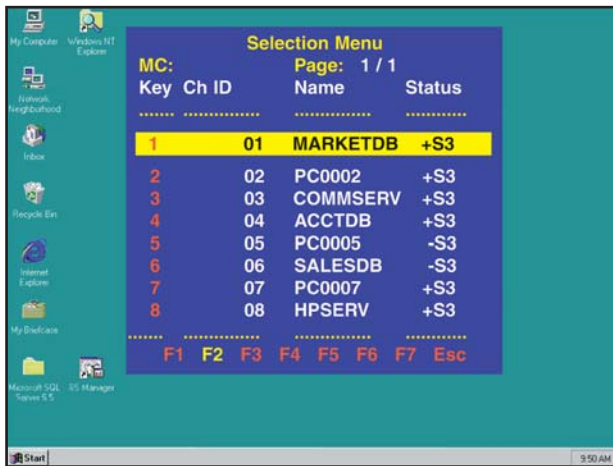 My Computer
Windows NT Explorer
Network Neighborhood
Inbox
Recycle Bin
Internet Explorer
My Briefcase
Microsoft SQL Server 6.5
RS Manager
Selection Menu
MC: Page: 1 / 1
Key Ch ID Name Status
....... ............... ............... ............
1 01 MARKETDB +S3
2 02 PC0002 +S3
3 03 COMMSERV +S3
4 04 ACCTDB +S3
5 05 PC0005 -S3
6 06 SALESDB -S3
7 07 PC0007 +S3
8 08 HPSERV +S3
....... ............... ............... ............
F1 F2 F3 F4 F5 F6 F7 Esc
Start
9:50 AM